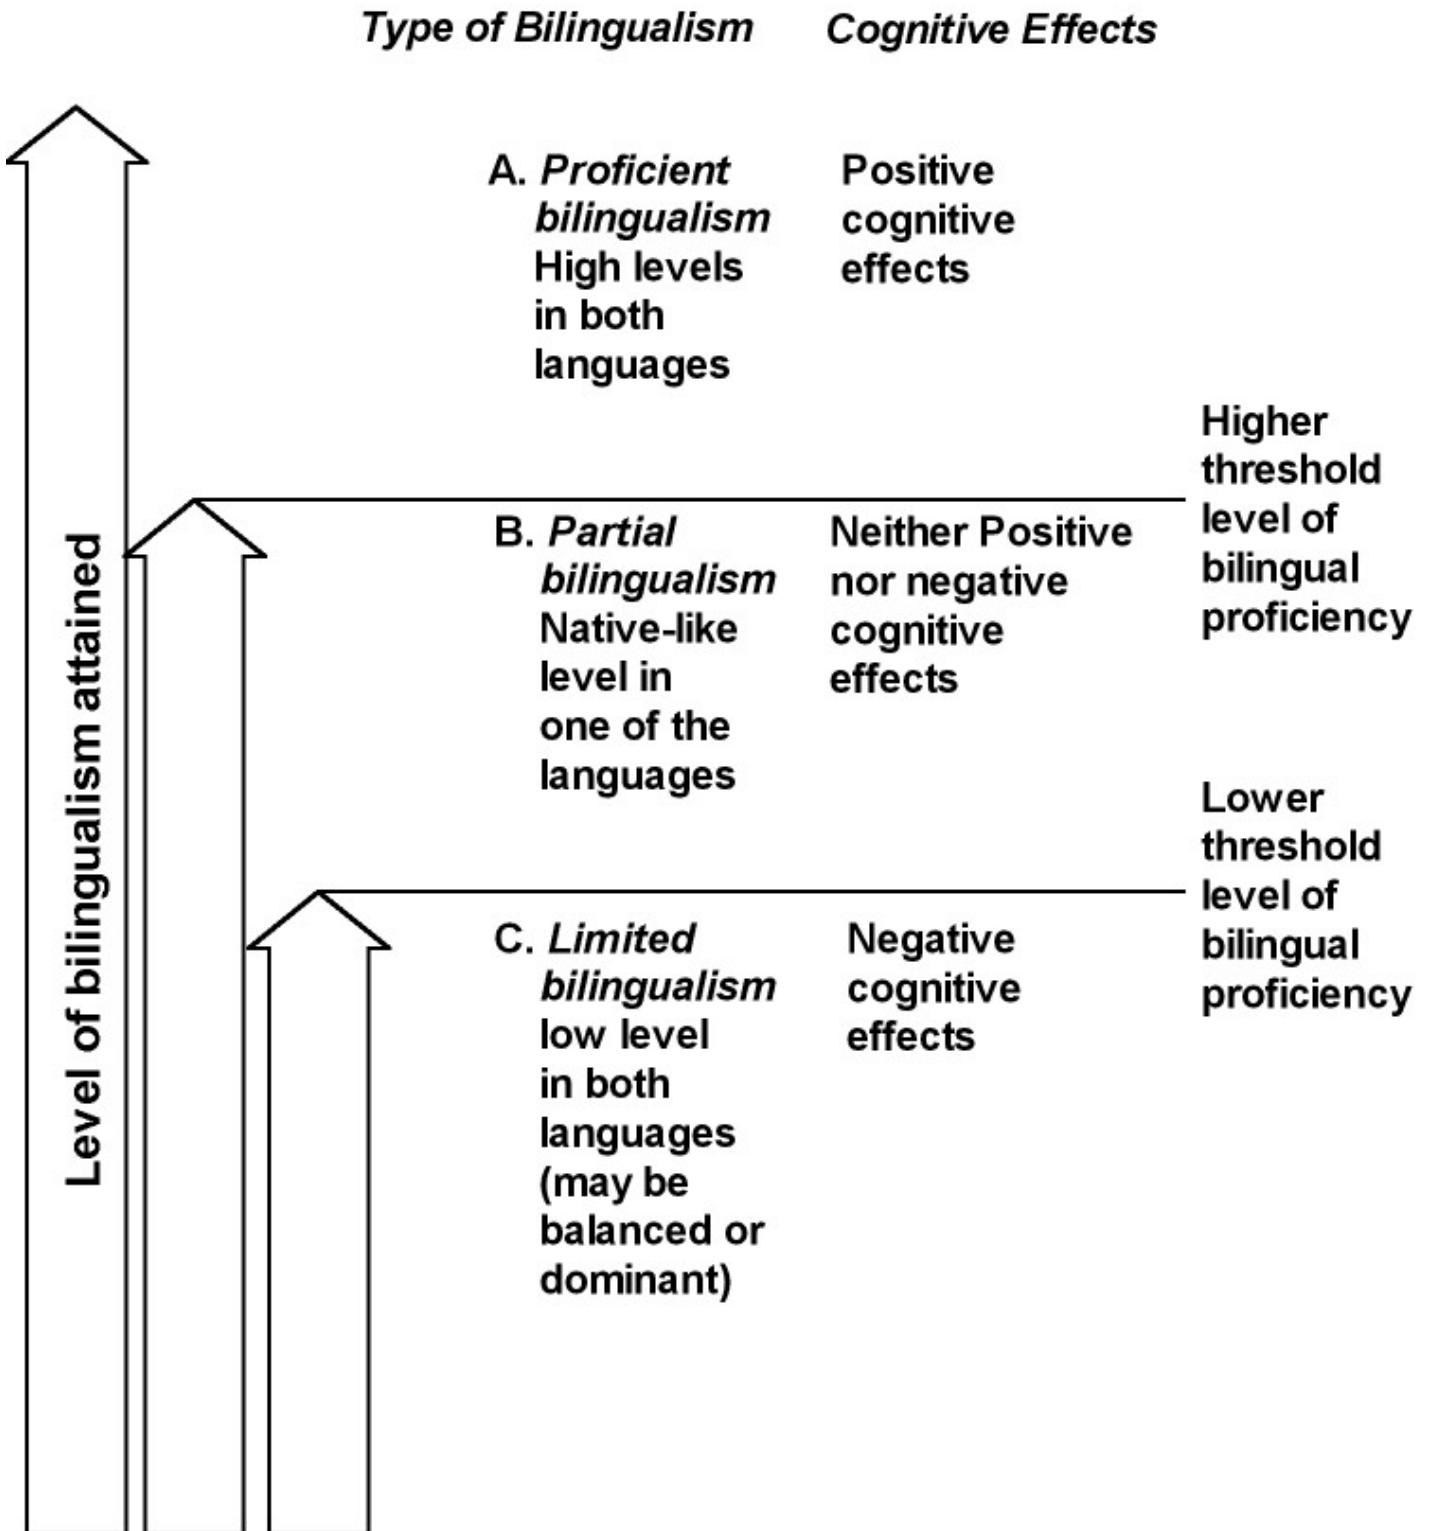 Type of Bilingualism
Cognitive Effects
A. Proficient
bilingualism
High levels
in both
languages
Positive
cognitive
effects
Higher
threshold
level of
bilingual
proficiency
B. Partial
bilingualism
Native-like
level in
one of the
languages
Neither Positive
nor negative
cognitive
effects
Lower
threshold
level of
bilingual
proficiency
C. Limited
bilingualism
low level
in both
languages
(may be
balanced or
dominant)
Negative
cognitive
effects
Level of bilingualism attained